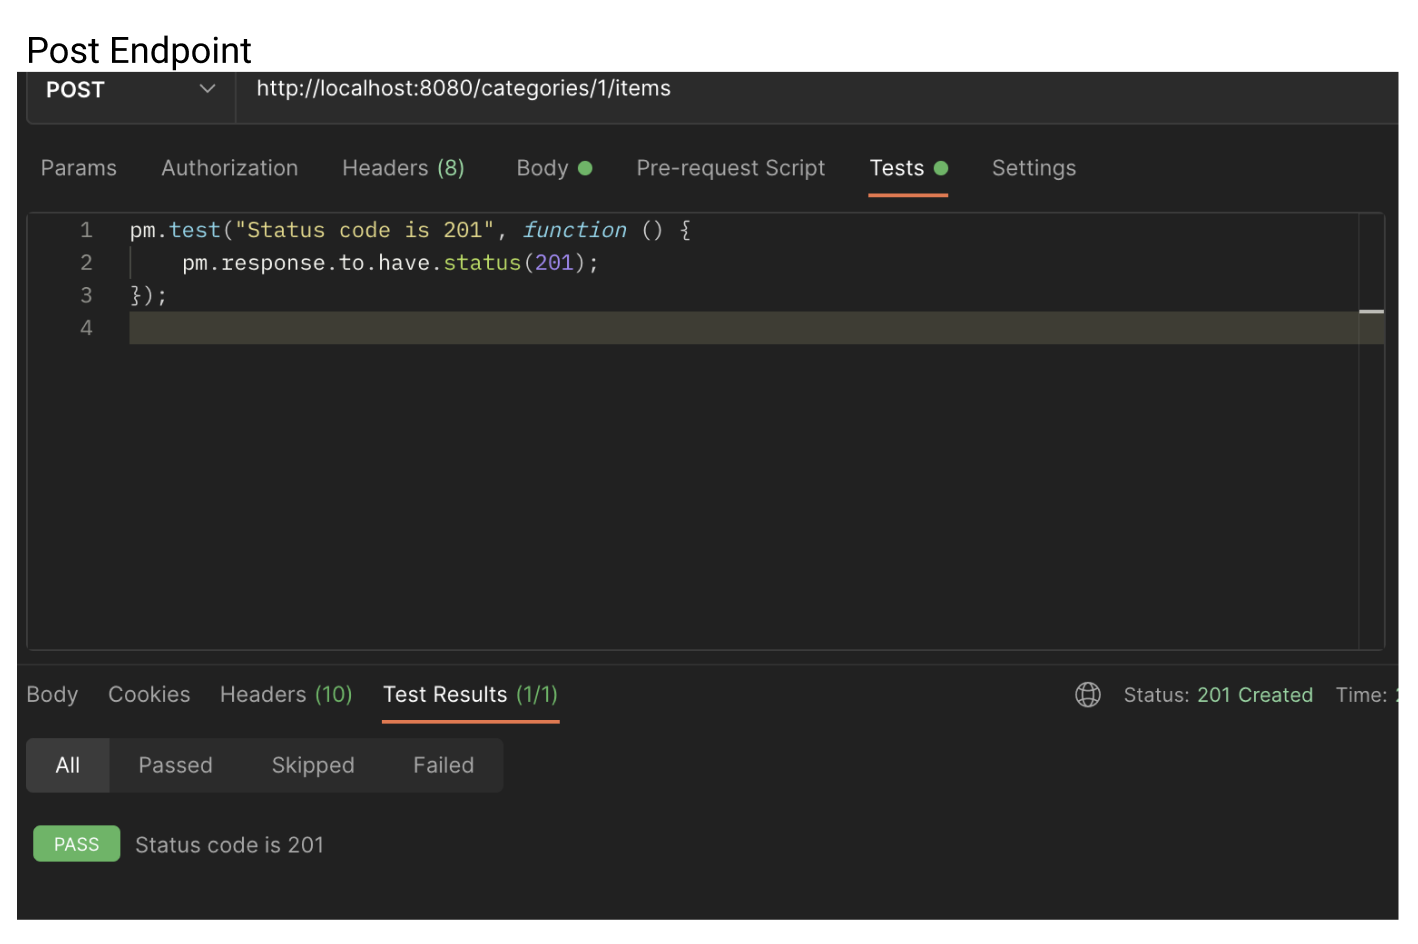 Post Endpoint
POST http://localhost:8080/categories/1/items
Params Authorization Headers (8) Body Pre-request Script Tests Settings
1 pm.test("Status code is 201", function () {
2 pm.response.to.have.status(201);
3 });
4
Body Cookies Headers (10) Test Results (1/1) Status: 201 Created Time:
All Passed Skipped Failed
PASS Status code is 201